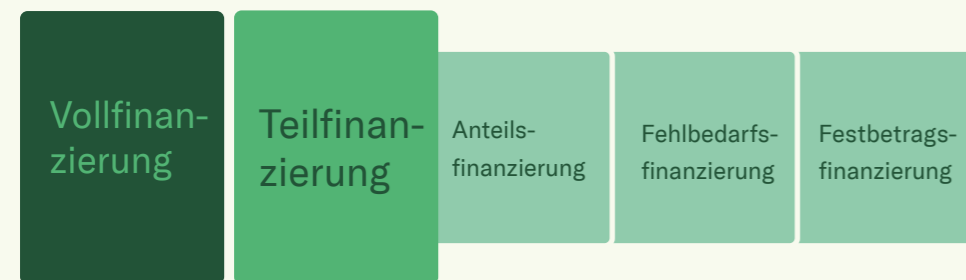 Vollfinan-
zierung
Teilfinan-
zierung
Anteils-
finanzierung
Fehlbedarfs-
finanzierung
Festbetrags-
finanzierung